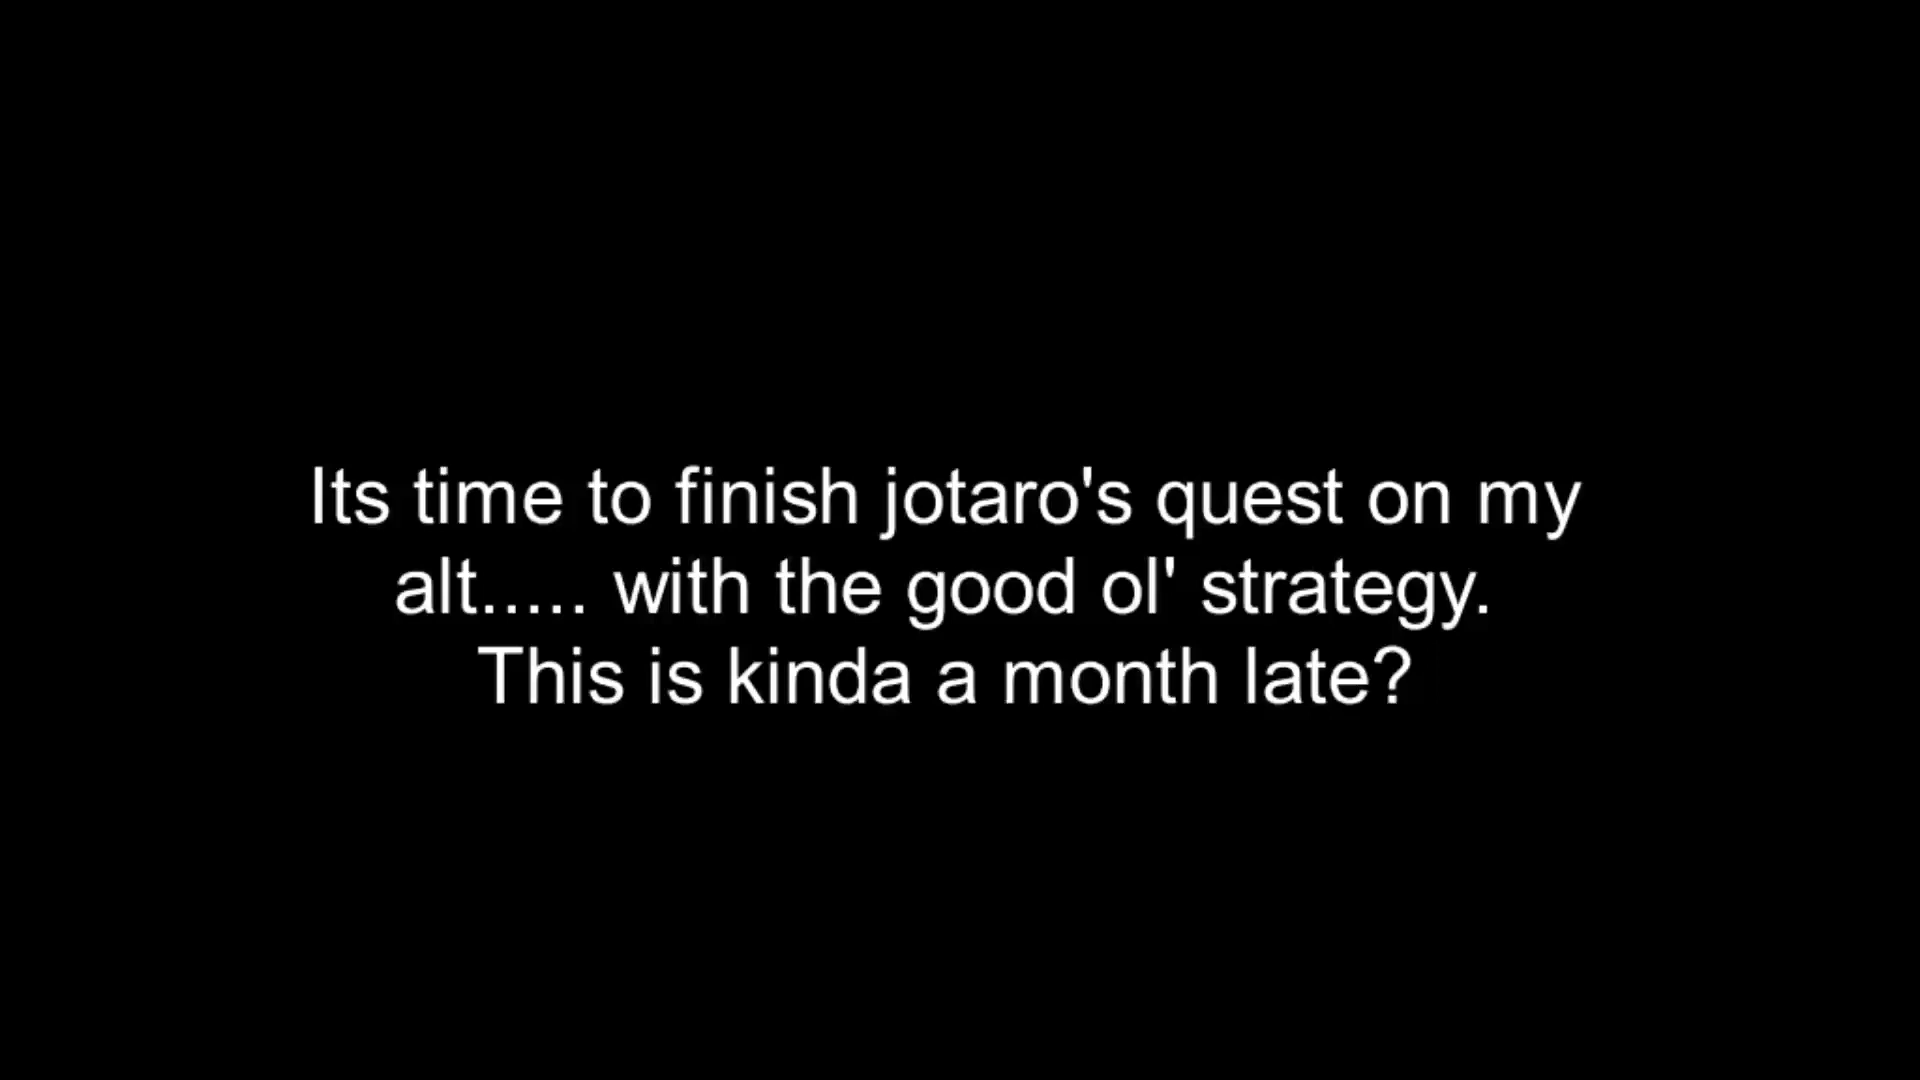 Its time to finish jotaro's quest on my
alt..... with the good ol' strategy.
This is kinda a month late?